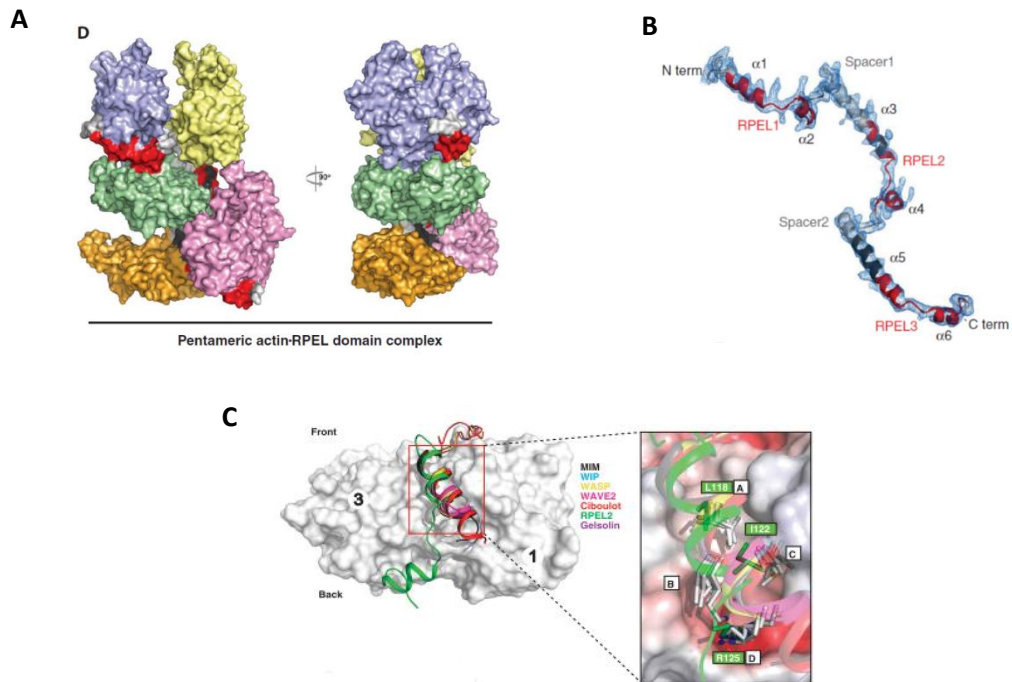 A
D
90°
Pentameric actin·RPEL domain complex
B
N term
α1
Spacer1
RPEL1
α2
α3
RPEL2
α4
Spacer2
α5
RPEL3
C term
α6
C
Front
3
1
Back
MIM
WIP
WASP
WAVE2
Ciboulot
RPEL2
Gelsolin
L118 A
I122
C
B
R125 D